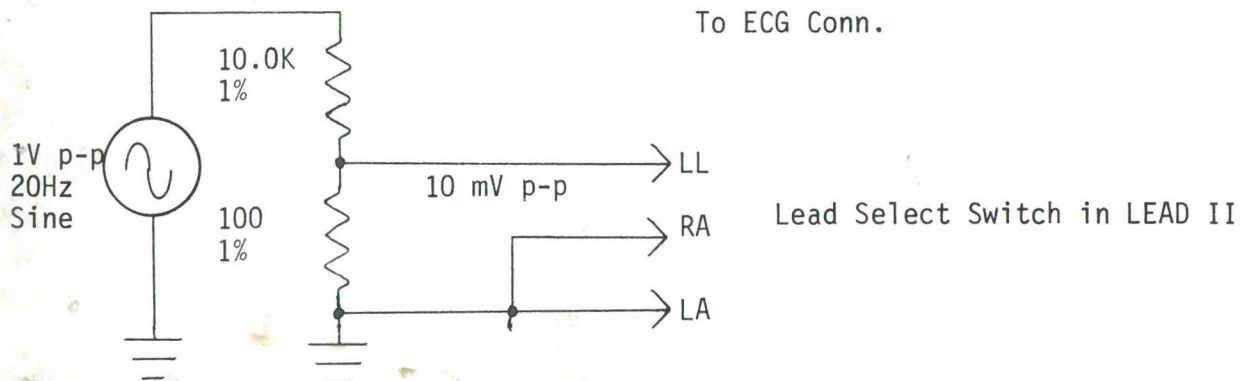 To ECG Conn.
10.0K
1%
1V p-p
20Hz
Sine
10 mV p-p
LL
100
1%
RA
LA
Lead Select Switch in LEAD II